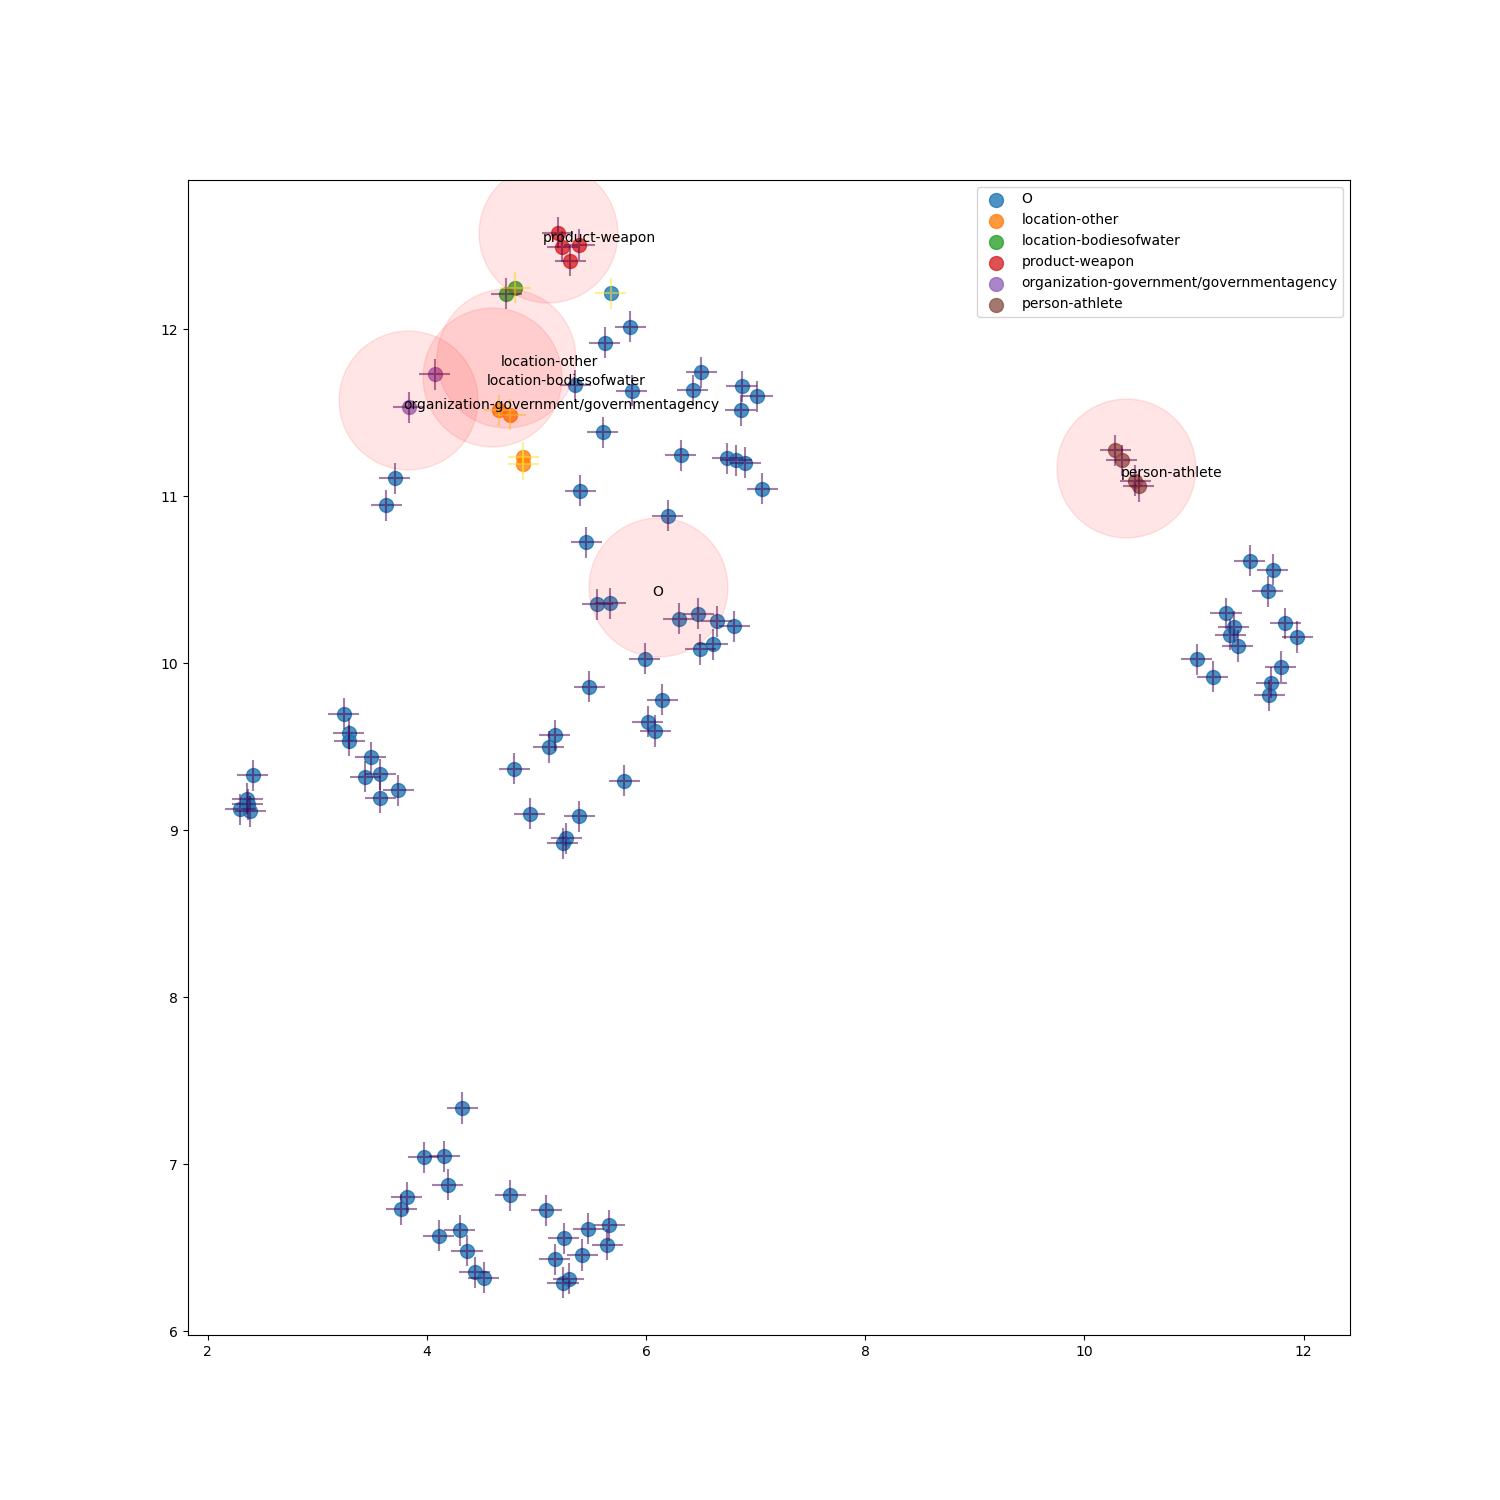 O
location-other
location-bodiesofwater
product-weapon
organization-government/governmentagency
person-athlete
product-weapon
location-other
location-bodiesofwater
organization-government/governmentagency
person-athlete
O
12
11
10
9
8
7
6
2 4 6 8 10 12